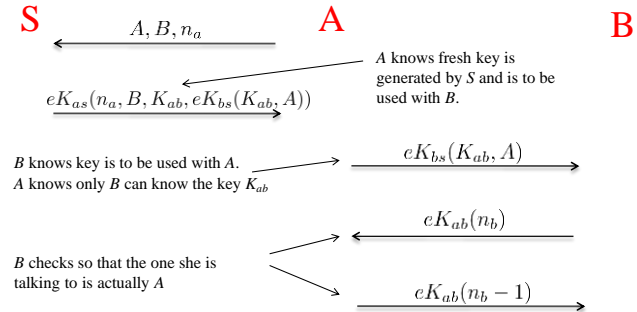 S A B
A, B, n_a
A knows fresh key is
generated by S and is to be
used with B.
eK_as(n_a, B, K_ab, eK_bs(K_ab, A))
B knows key is to be used with A.
A knows only B can know the key K_ab
eK_bs(K_ab, A)
eK_ab(n_b)
B checks so that the one she is
talking to is actually A
eK_ab(n_b − 1)